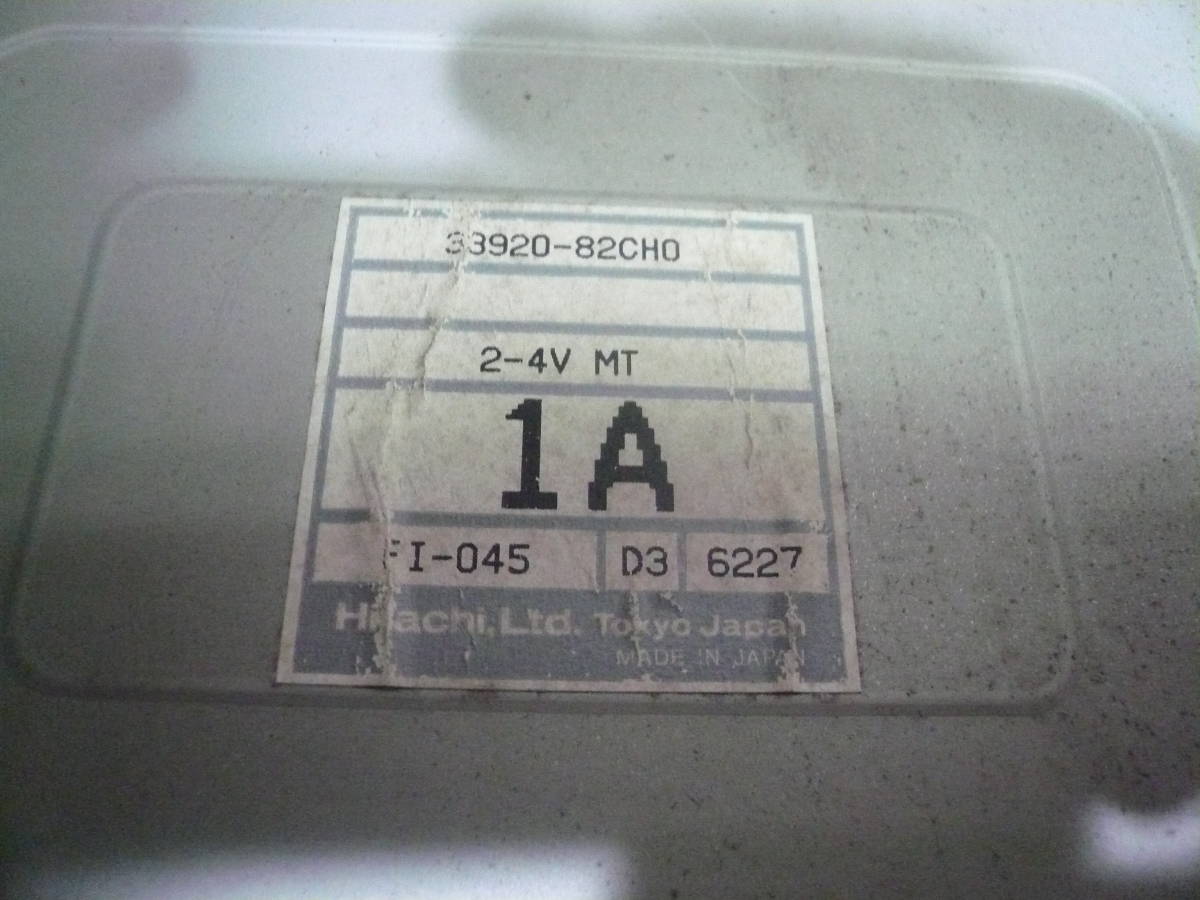 33920-82CH0
2-4V MT
1A
FI-045 D3 6227
Hitachi, Ltd. Tokyo Japan
MADE IN JAPAN